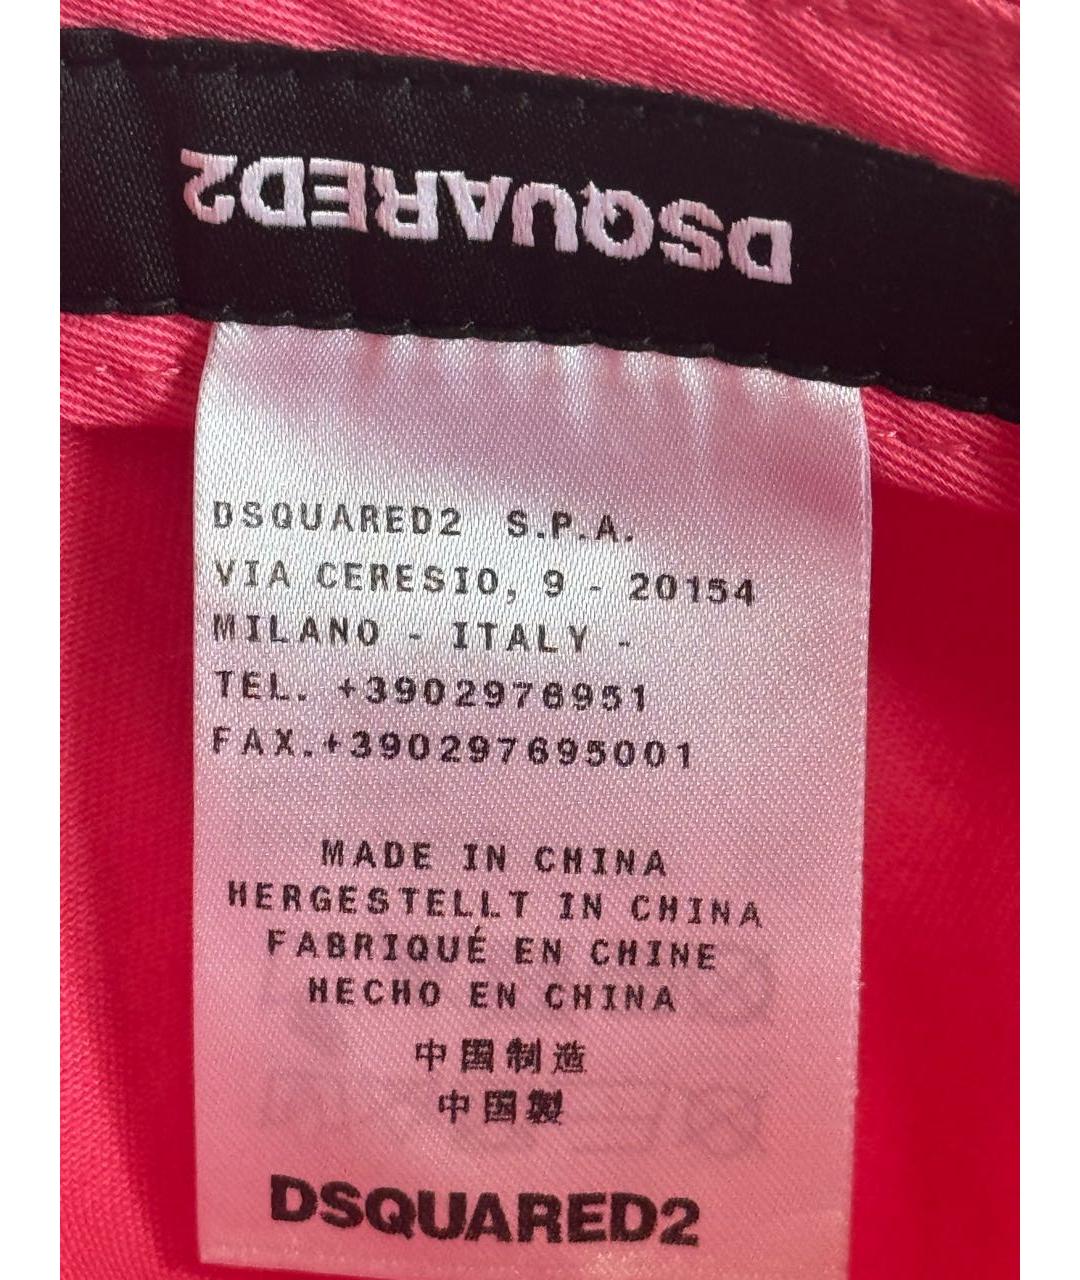 DSQUARED2
DSQUARED2 S.P.A.
VIA CERESIO, 9 - 20154
MILANO - ITALY -
TEL. +3902976951
FAX.+390297695001
MADE IN CHINA
HERGESTELLT IN CHINA
FABRIQUÉ EN CHINE
HECHO EN CHINA
中国制造
中国製
DSQUARED2